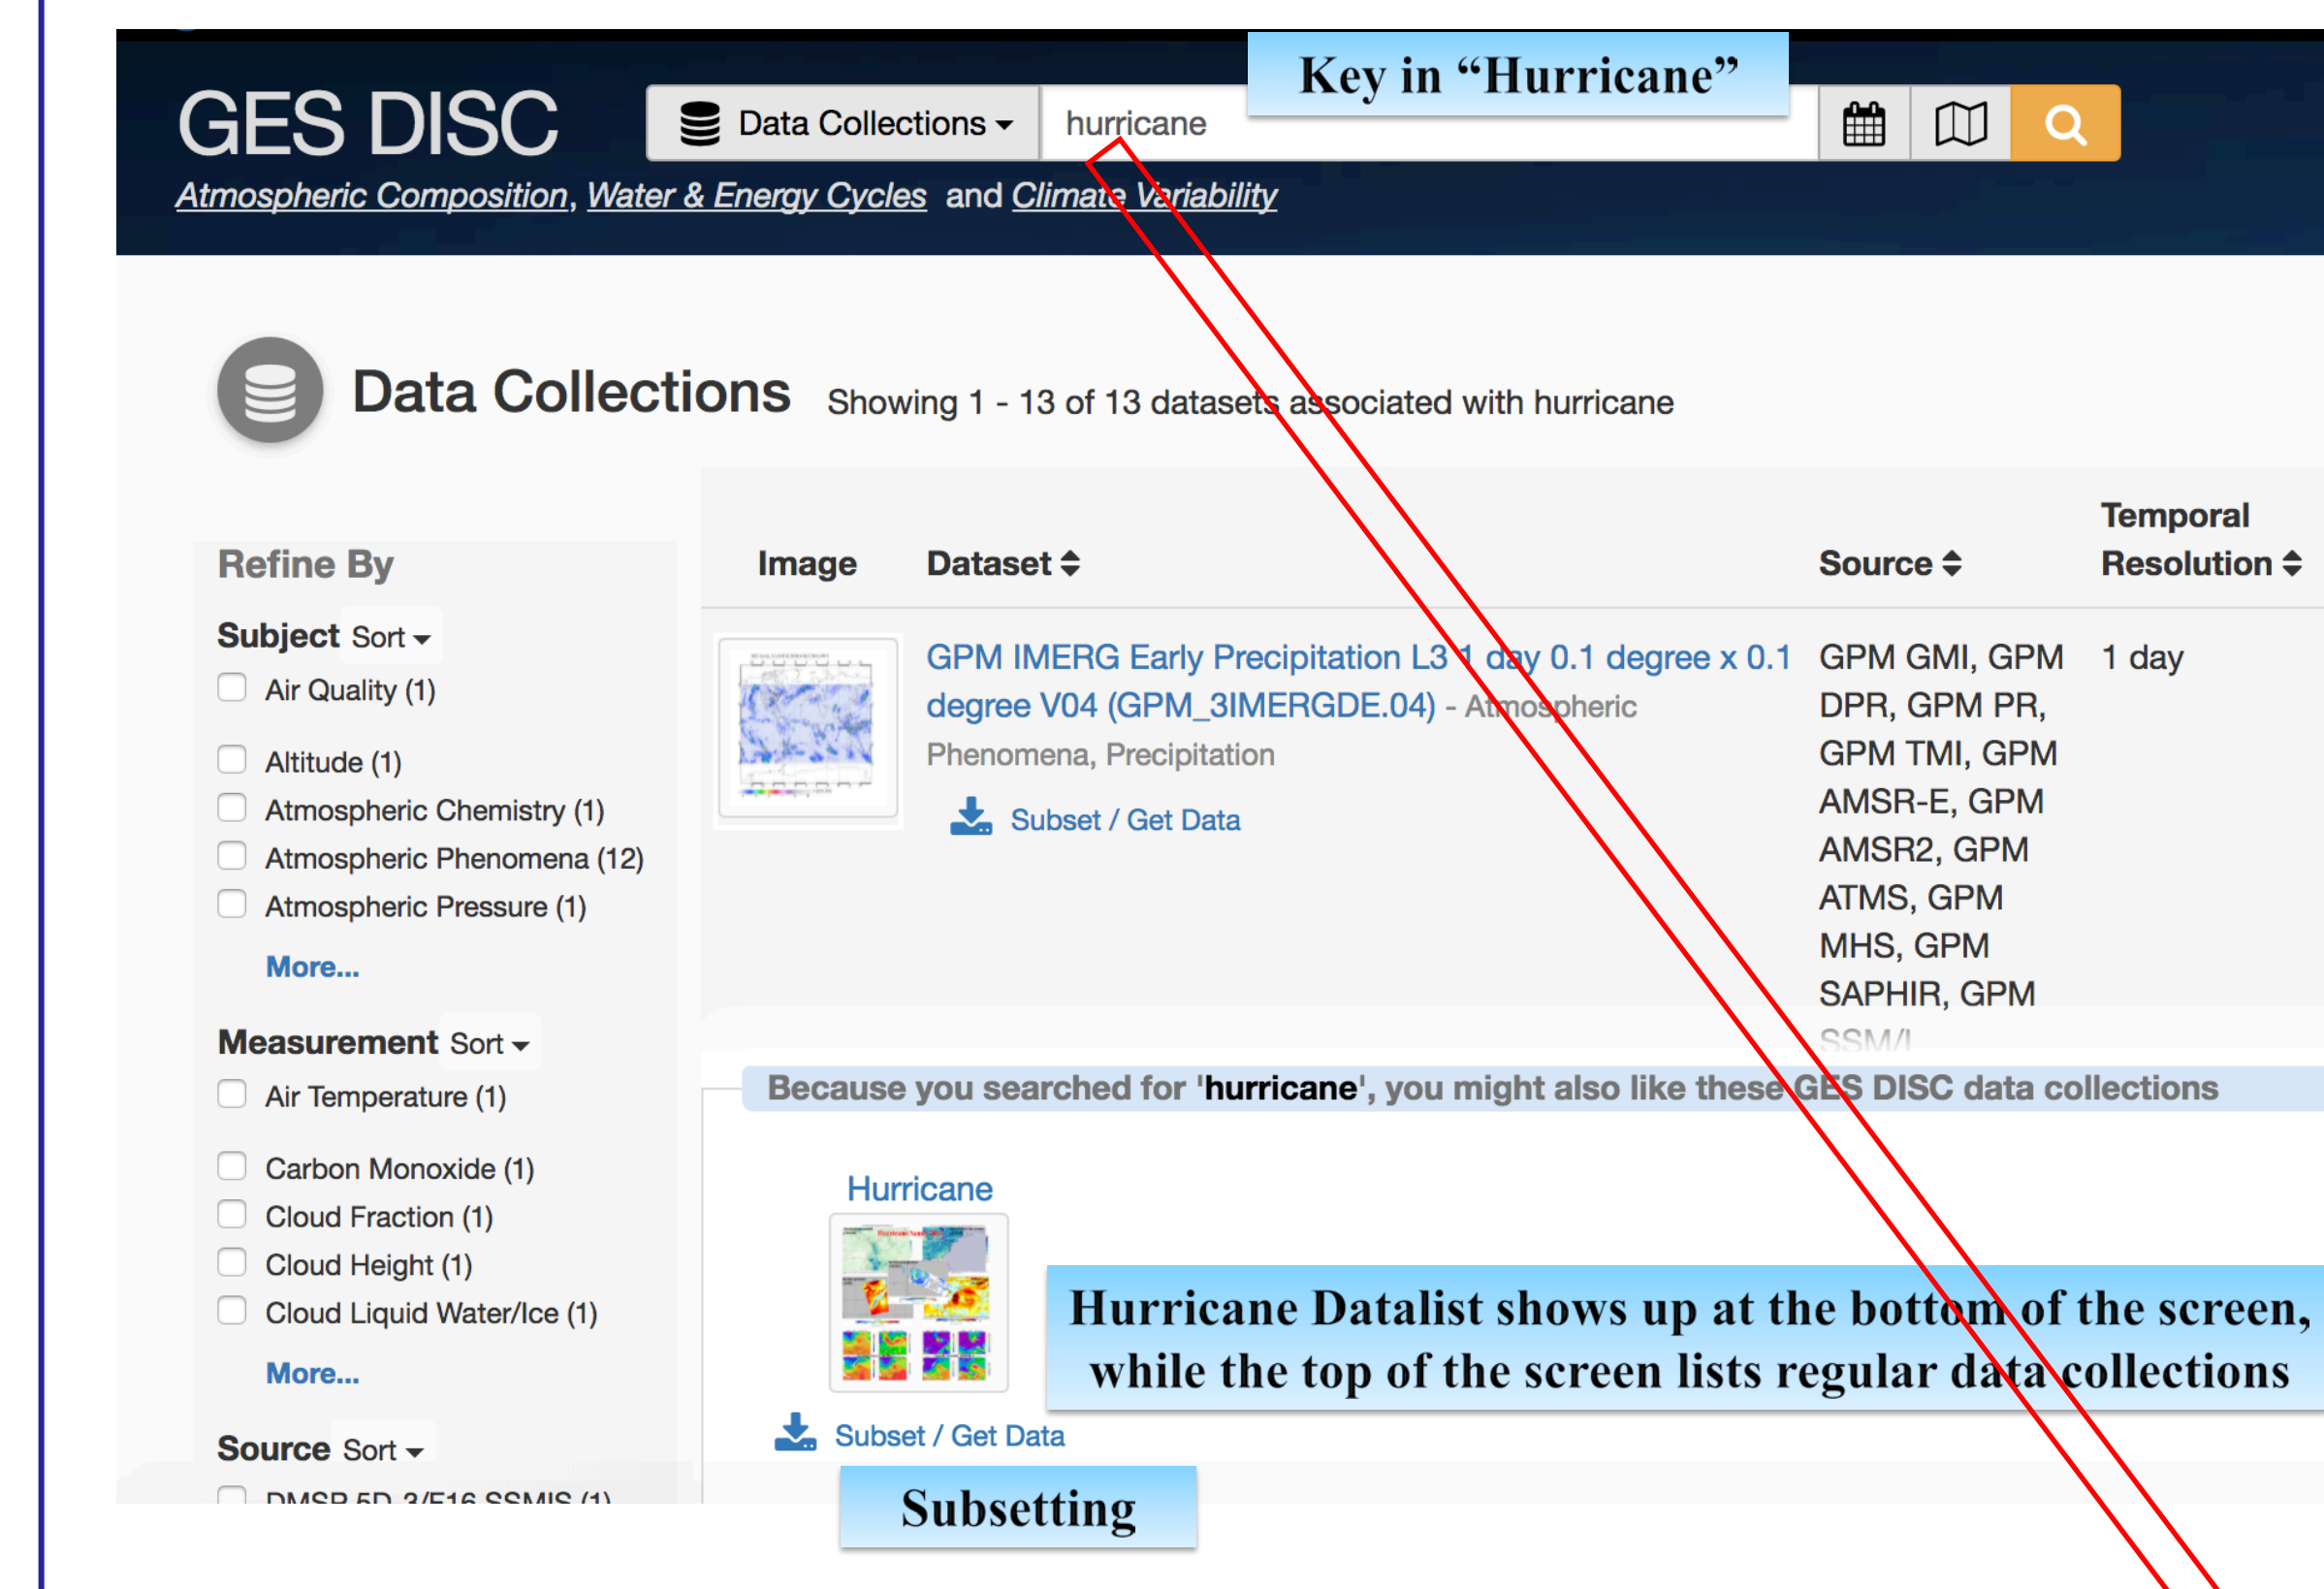 Key in “Hurricane”
GES DISC
Data Collections
hurricane
Atmospheric Composition, Water & Energy Cycles and Climate Variability
Data Collections Showing 1 - 13 of 13 datasets associated with hurricane
Refine By
Subject Sort
Air Quality (1)
Altitude (1)
Atmospheric Chemistry (1)
Atmospheric Phenomena (12)
Atmospheric Pressure (1)
More...
Measurement Sort
Air Temperature (1)
Carbon Monoxide (1)
Cloud Fraction (1)
Cloud Height (1)
Cloud Liquid Water/Ice (1)
More...
Source Sort
DMSP 5D-3/F16 SSMIS (1)
Image
Dataset
Source
Temporal
Resolution
GPM IMERG Early Precipitation L3 1 day 0.1 degree x 0.1
degree V04 (GPM_3IMERGDE.04) - Atmospheric
Phenomena, Precipitation
Subset / Get Data
GPM GMI, GPM
DPR, GPM PR,
GPM TMI, GPM
AMSR-E, GPM
AMSR2, GPM
ATMS, GPM
MHS, GPM
SAPHIR, GPM
SSM/I
1 day
Because you searched for 'hurricane', you might also like these GES DISC data collections
Hurricane
Hurricane Datalist shows up at the bottom of the screen,
while the top of the screen lists regular data collections
Subset / Get Data
Subsetting